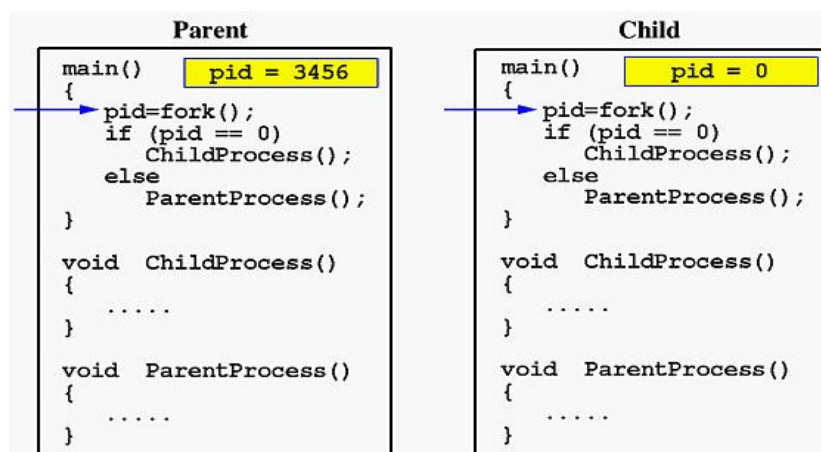 Parent
main()
pid = 3456
{
pid=fork();
if (pid == 0)
ChildProcess();
else
ParentProcess();
}
void ChildProcess()
{
.....
}
void ParentProcess()
{
.....
}
Child
main()
pid = 0
{
pid=fork();
if (pid == 0)
ChildProcess();
else
ParentProcess();
}
void ChildProcess()
{
.....
}
void ParentProcess()
{
.....
}